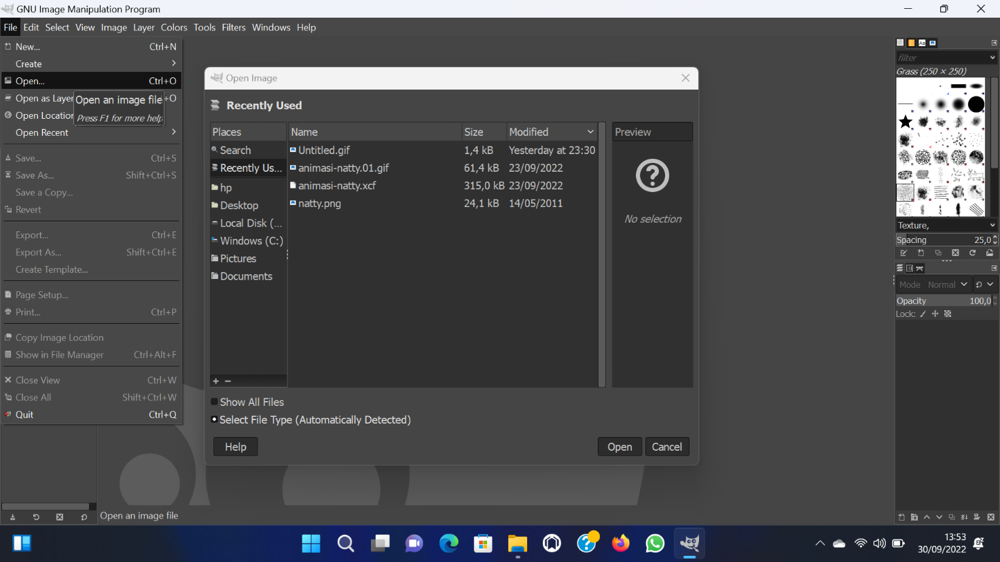 GNU Image Manipulation Program
File Edit Select View Image Layer Colors Tools Filters Windows Help
New... Ctrl+N
Create
Open... Ctrl+O
Open as Layer +O
Open Location
Open Recent
Open an image file
Press F1 for more help
Save... Ctrl+S
Save As... Shift+Ctrl+S
Save a Copy...
Revert
Export... Ctrl+E
Export As... Shift+Ctrl+E
Create Template...
Page Setup...
Print... Ctrl+P
Copy Image Location
Show in File Manager Ctrl+Alt+F
Close View Ctrl+W
Close All Shift+Ctrl+W
Quit Ctrl+Q
Open an image file
Open Image
Recently Used
Places
Search
Recently Us...
hp
Desktop
Local Disk (...
Windows (C:)
Pictures
Documents
Name Size Modified
Untitled.gif 1,4 kB Yesterday at 23:30
animasi-natty.01.gif 61,4 kB 23/09/2022
animasi-natty.xcf 315,0 kB 23/09/2022
natty.png 24,1 kB 14/05/2011
Preview
No selection
Show All Files
Select File Type (Automatically Detected)
Help Open Cancel
Aa
filter
Grass (250 × 250)
Texture,
Spacing 25,0
Mode Normal
Opacity 100,0
Lock:
13:53
30/09/2022